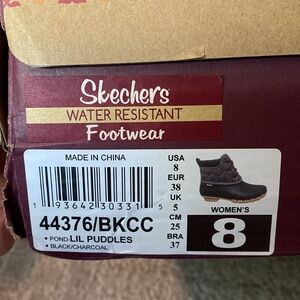 Skechers
WATER RESISTANT
Footwear
MADE IN CHINA
1 93642 30331 5
44376/BKCC
• POND-LIL PUDDLES
• BLACK/CHARCOAL
USA
8
EUR
38
UK
5
CM
25
BRA
37
WOMEN'S
8